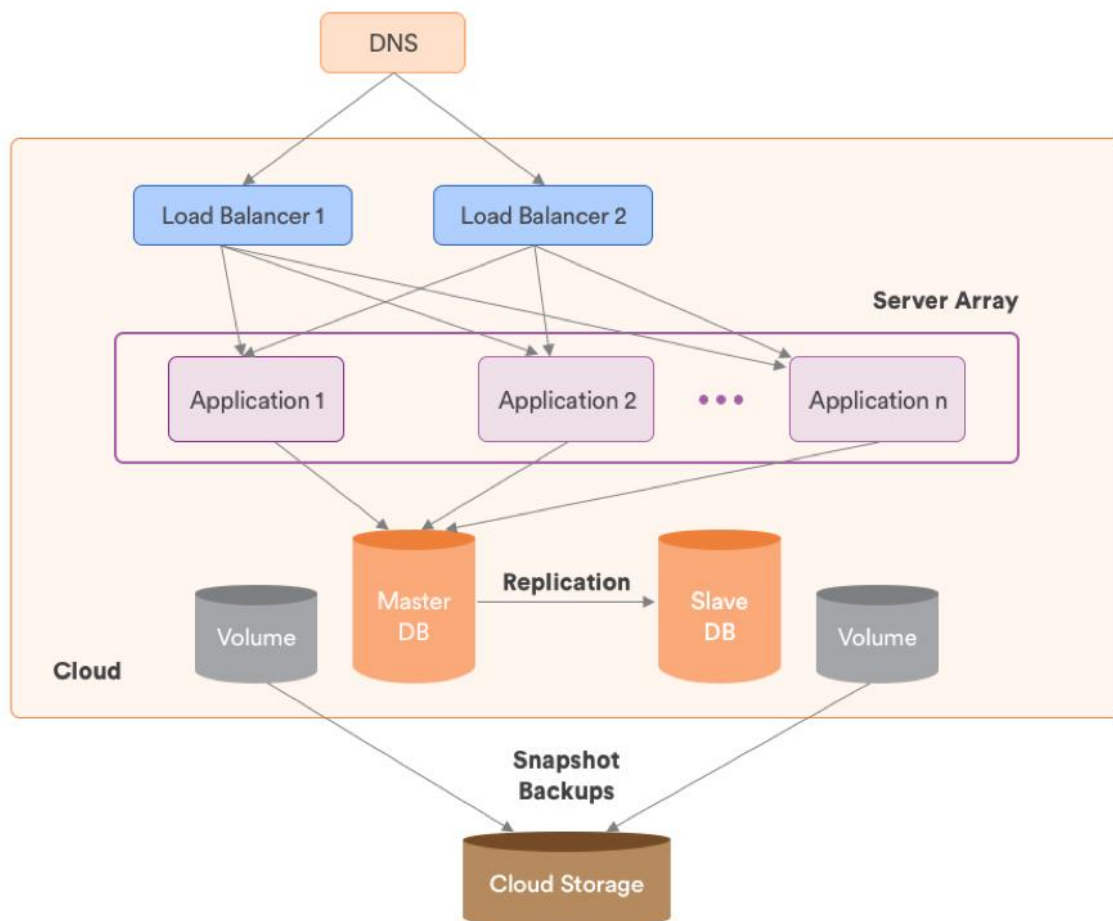 DNS
Load Balancer 1
Load Balancer 2
Server Array
Application 1
Application 2
Application n
Master
DB
Replication
Slave
DB
Volume
Volume
Cloud
Snapshot
Backups
Cloud Storage